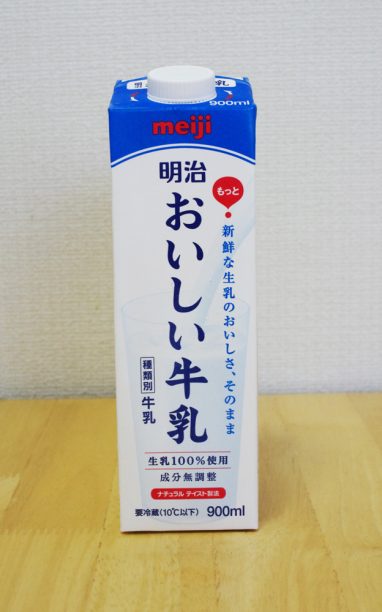 900ml
meiji
明治
おいしい牛乳
もっと
新鮮な生乳のおいしさ、そのまま
種類別
牛乳
生乳100%使用
成分無調整
ナチュラル テイスト製法
要冷蔵(10℃以下) 900ml